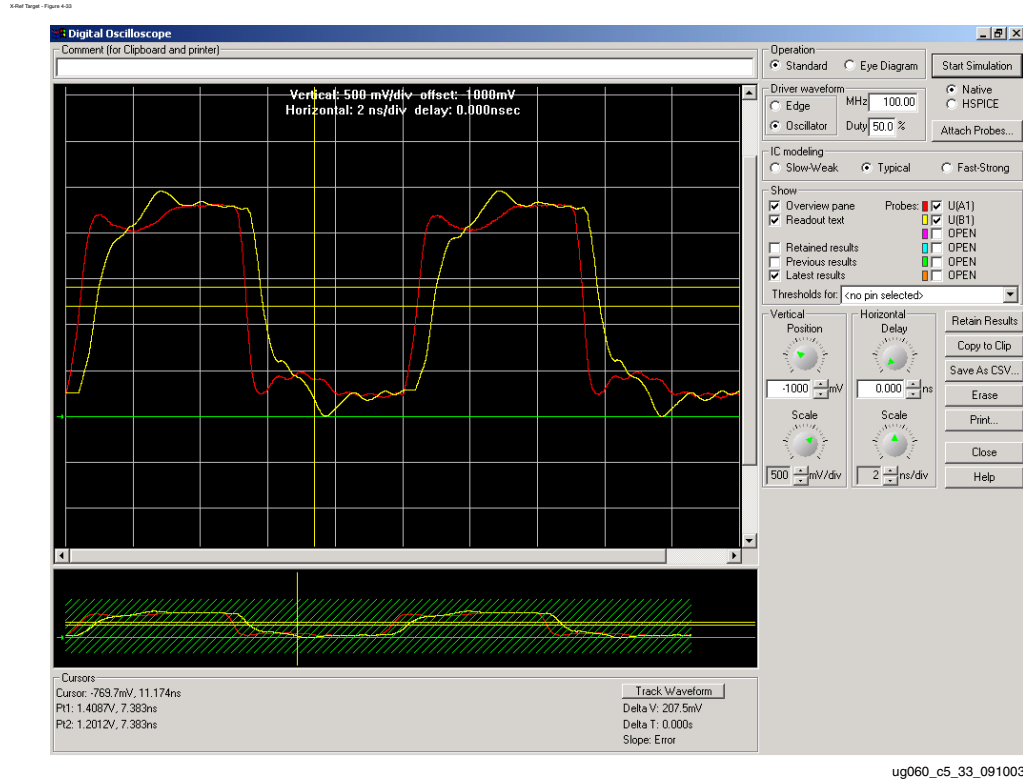 X-Ref Target - Figure 4-33
Digital Oscilloscope
Comment (for Clipboard and printer)
Vertical: 500 mV/div offset: 1000mV
Horizontal: 2 ns/div delay: 0.000nsec
Operation
Standard Eye Diagram
Start Simulation
Driver waveform
Edge
Oscillator
MHz 100.00
Duty 50.0 %
Native
HSPICE
Attach Probes...
IC modeling
Slow-Weak Typical Fast-Strong
Show
Overview pane Probes: U(A1)
Readout text U(B1)
OPEN
Retained results OPEN
Previous results OPEN
Latest results OPEN
Thresholds for: <no pin selected>
Vertical
Position
-1000 mV
Scale
500 mV/div
Horizontal
Delay
0.000 ns
Scale
2 ns/div
Retain Results
Copy to Clip
Save As CSV...
Erase
Print...
Close
Help
Cursors
Cursor: -769.7mV, 11.174ns
Pt1: 1.4087V, 7.383ns
Pt2: 1.2012V, 7.383ns
Track Waveform
Delta V: 207.5mV
Delta T: 0.000s
Slope: Error
ug060_c5_33_091003